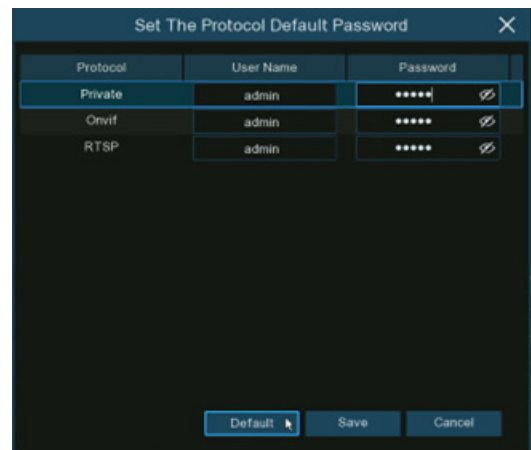 Set The Protocol Default Password
Protocol User Name Password
Private admin •••••
Onvif admin •••••
RTSP admin •••••
Default Save Cancel